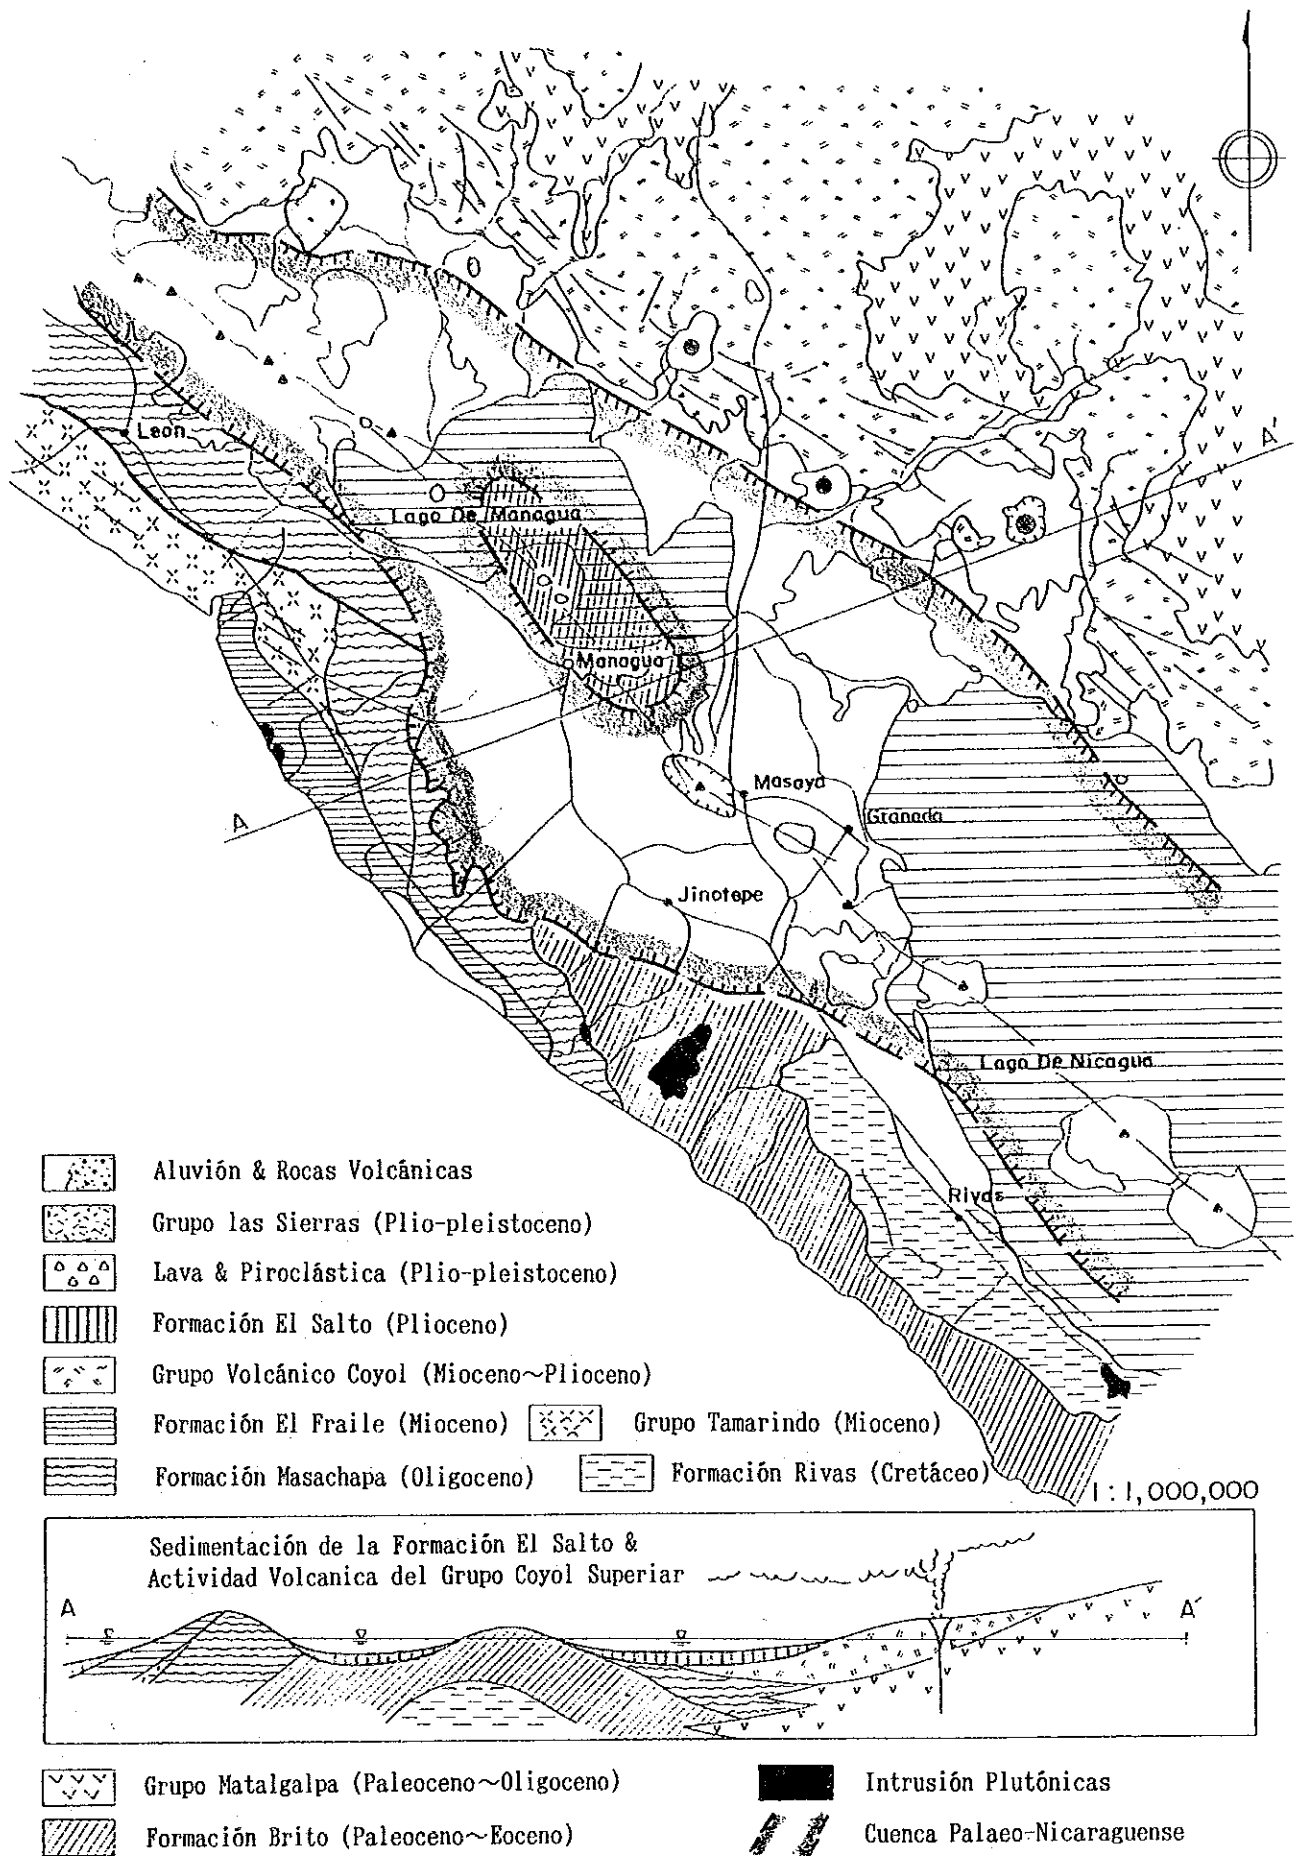 A'
Leon
Lago De Managua
Managua
Masaya
A
Granada
Jinotepe
Lago De Nicagua
Rivas
Aluvión & Rocas Volcánicas
Grupo las Sierras (Plio-pleistoceno)
Lava & Piroclástica (Plio-pleistoceno)
Formación El Salto (Plioceno)
Grupo Volcánico Coyol (Mioceno~Plioceno)
Formación El Fraile (Mioceno) Grupo Tamarindo (Mioceno)
Formación Masachapa (Oligoceno) Formación Rivas (Cretáceo)
1:1,000,000
Sedimentación de la Formación El Salto &
Actividad Volcanica del Grupo Coyol Superiar
A A'
Grupo Matalgalpa (Paleoceno~Oligoceno) Intrusión Plutónicas
Formación Brito (Paleoceno~Eoceno) Cuenca Palaeo-Nicaraguense